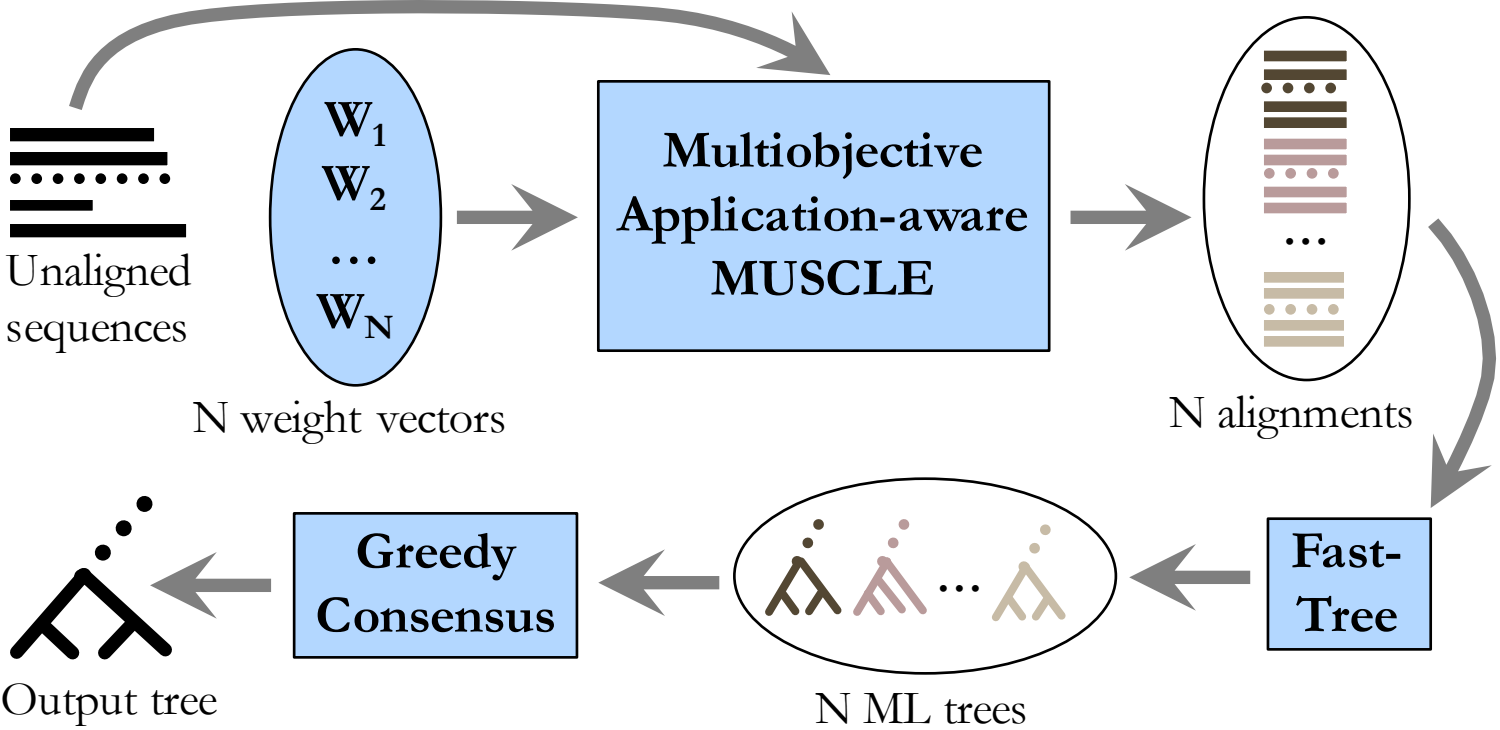 Unaligned
sequences
W1
W2
...
WN
N weight vectors
Multiobjective
Application-aware
MUSCLE
...
N alignments
Fast-
Tree
...
N ML trees
Greedy
Consensus
Output tree